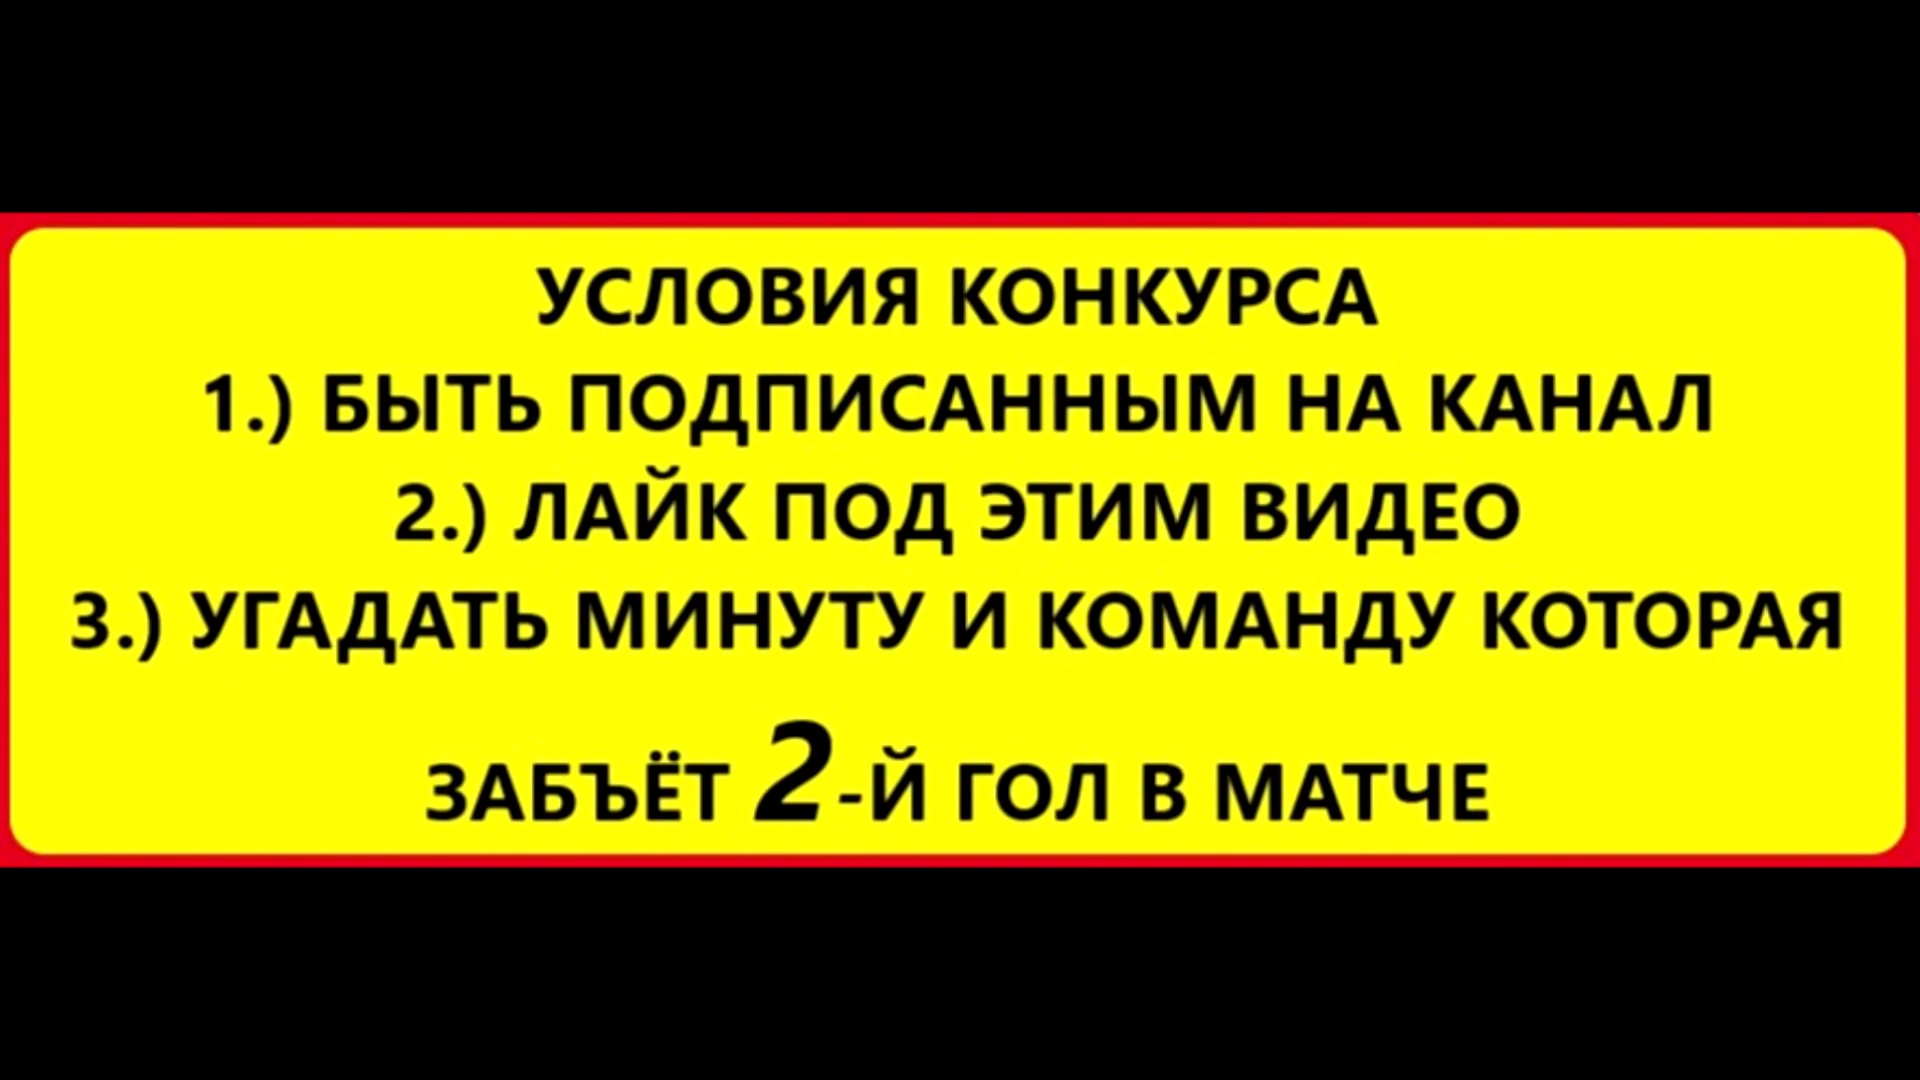 УСЛОВИЯ КОНКУРСА
1.) БЫТЬ ПОДПИСАННЫМ НА КАНАЛ
2.) ЛАЙК ПОД ЭТИМ ВИДЕО
3.) УГАДАТЬ МИНУТУ И КОМАНДУ КОТОРАЯ
ЗАБЪЁТ 2-Й ГОЛ В МАТЧЕ